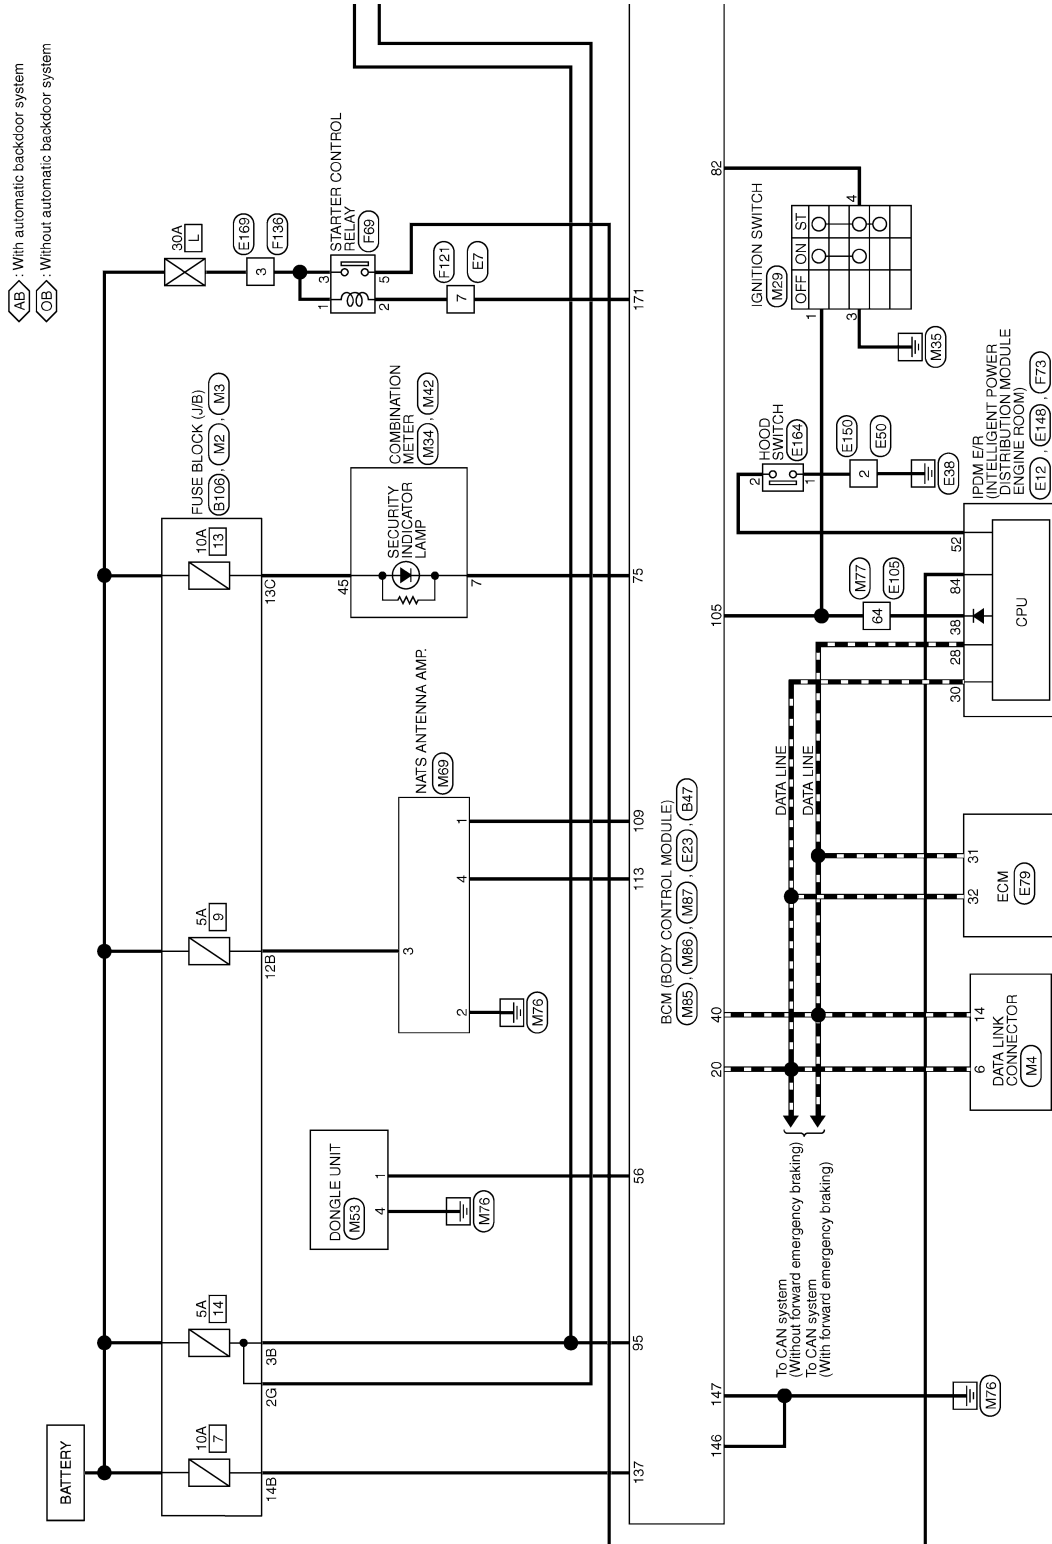 AB : With automatic backdoor system
OB : Without automatic backdoor system
BATTERY
10A
7
14B
5A
14
3B
2G
5A
9
12B
10A
13
13C
FUSE BLOCK (J/B)
B106 , M2 , M3
30A
L
3
E169
F136
STARTER CONTROL
RELAY
F69
1
3
2
5
7
F121
E7
DONGLE UNIT
M53
4
1
M76
NATS ANTENNA AMP.
M69
3
2
4
1
M76
COMBINATION
METER
M34 , M42
SECURITY
INDICATOR
LAMP
45
7
137
95
56
113
109
75
171
146
147
20
40
105
82
BCM (BODY CONTROL MODULE)
M85 , M86 , M87 , E23 , B47
M76
To CAN system
(Without forward emergency braking)
To CAN system
(With forward emergency braking)
DATA LINE
DATA LINE
6
14
DATA LINK
CONNECTOR
M4
32
31
ECM
E79
30
28
38
84
52
CPU
IPDM E/R
(INTELLIGENT POWER
DISTRIBUTION MODULE
ENGINE ROOM)
E12 , E148 , F73
64
M77
E105
HOOD
SWITCH
E164
2
1
2
E150
E50
E38
IGNITION SWITCH
M29
OFF
ON
ST
1
3
4
M35